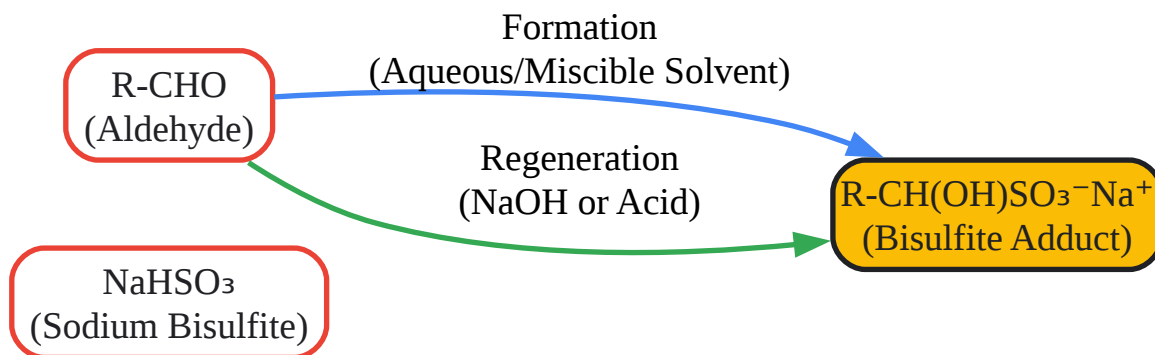 Formation
(Aqueous/Miscible Solvent)
R-CHO
(Aldehyde)
Regeneration
(NaOH or Acid)
R-CH(OH)SO₃⁻Na⁺
(Bisulfite Adduct)
NaHSO₃
(Sodium Bisulfite)